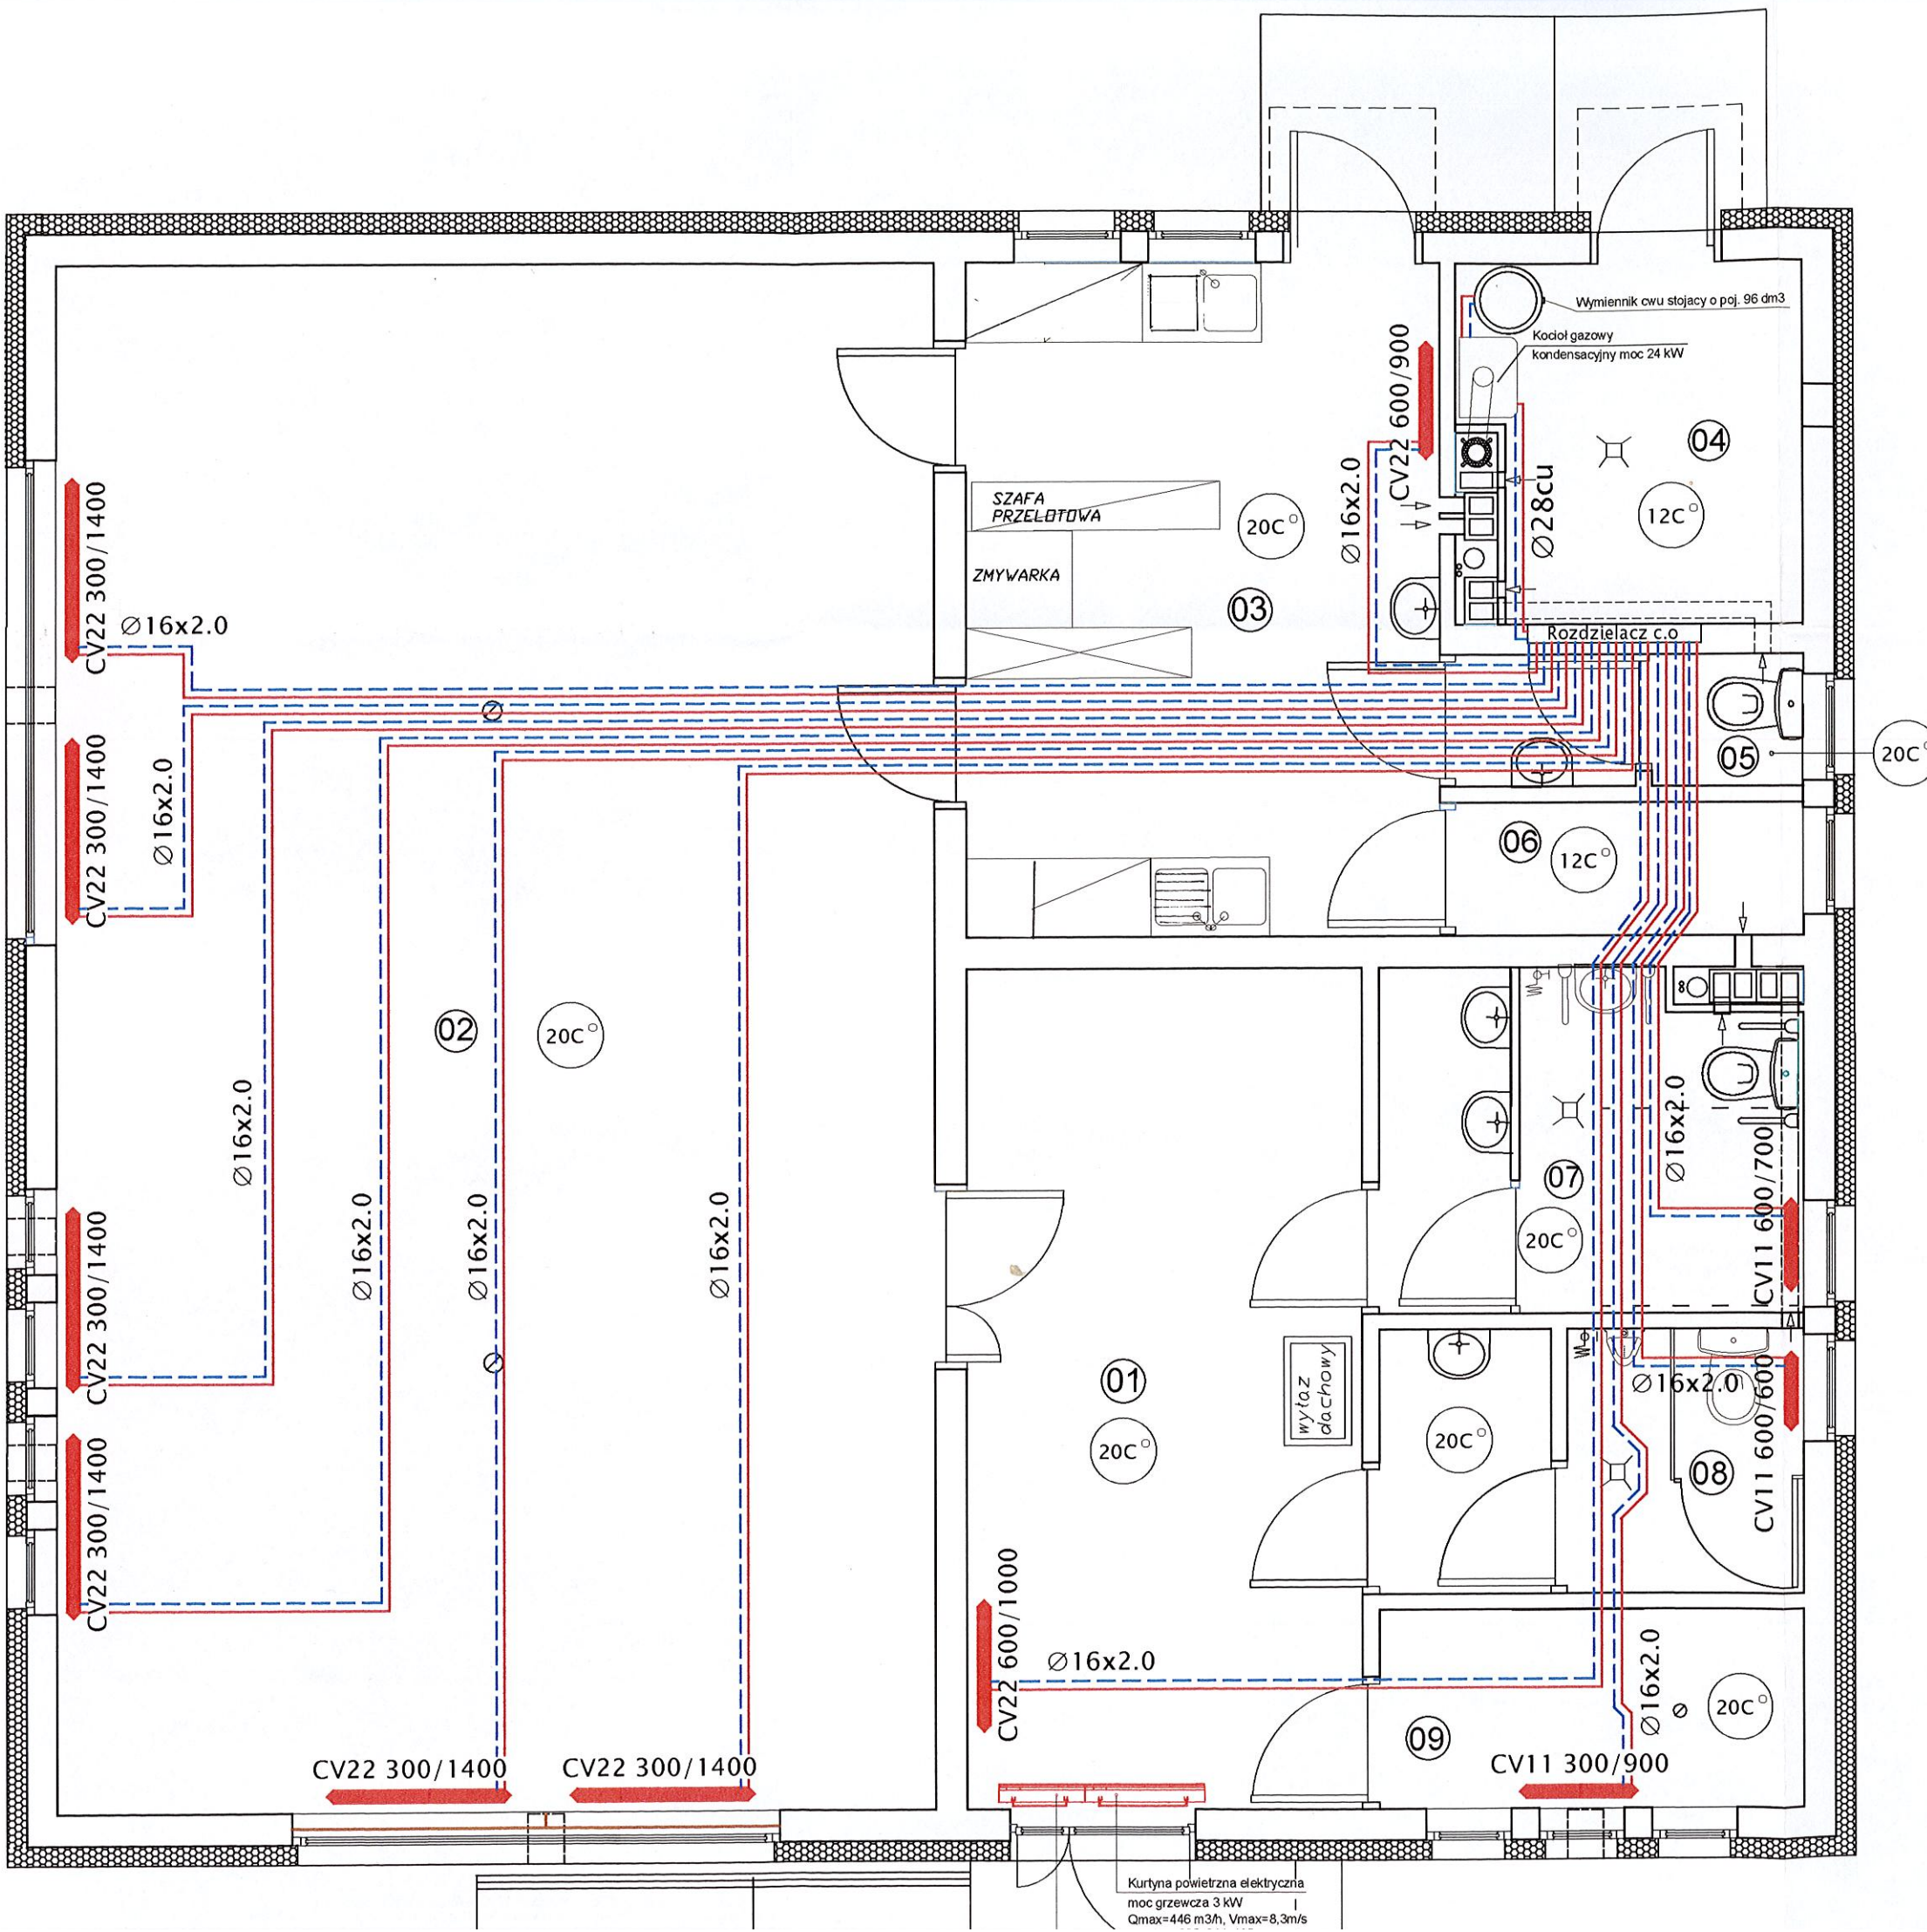 Wymiennik cwu stojacy o poj. 96 dm3
Kocioł gazowy
kondensacyjny moc 24 kW
CV22 600/900
Ø16x2.0
Ø28cu
04
12C°
SZAFA
PRZELOTOWA
20C°
ZMYWARKA
03
Rozdzielacz c.o
CV22 300/1400
Ø16x2.0
05
20C°
CV22 300/1400
Ø16x2.0
06
12C°
02
20C°
Ø16x2.0
Ø16x2.0
Ø16x2.0
Ø16x2.0
Ø16x2.0
CV11 600/700
07
20C°
CV22 300/1400
CV22 300/1400
01
20C°
wyłaz
dachowy
20C°
Ø16x2.0
CV11 600/600
08
CV22 600/1000
Ø16x2.0
Ø16x2.0
20C°
09
CV11 300/900
CV22 300/1400
CV22 300/1400
Kurtyna powietrzna elektryczna
moc grzewcza 3 kW
Qmax=446 m3/h, Vmax=8,3m/s